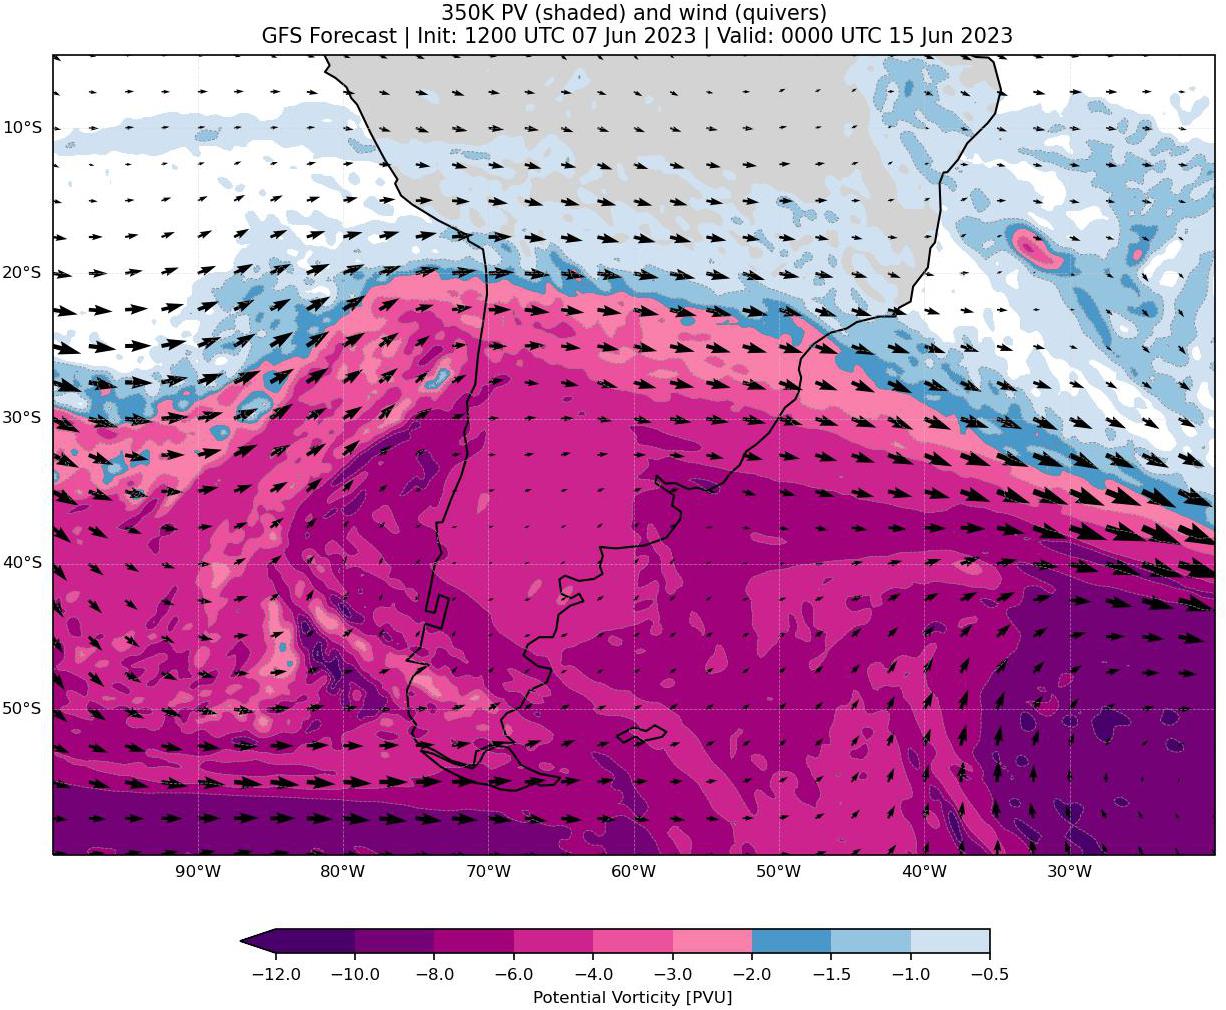 350K PV (shaded) and wind (quivers)
GFS Forecast | Init: 1200 UTC 07 Jun 2023 | Valid: 0000 UTC 15 Jun 2023
10°S
20°S
30°S
40°S
50°S
90°W 80°W 70°W 60°W 50°W 40°W 30°W
−12.0 −10.0 −8.0 −6.0 −4.0 −3.0 −2.0 −1.5 −1.0 −0.5
Potential Vorticity [PVU]